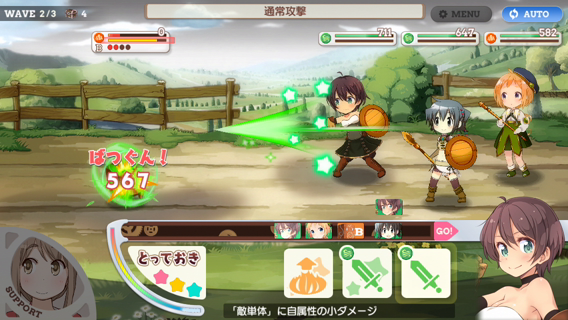 WAVE 2/3 4
通常攻撃
MENU
AUTO
0
711
647
582
ばつぐん!
567
B
GO!
とっておき
SUPPORT
「敵単体」に自属性の小ダメージ